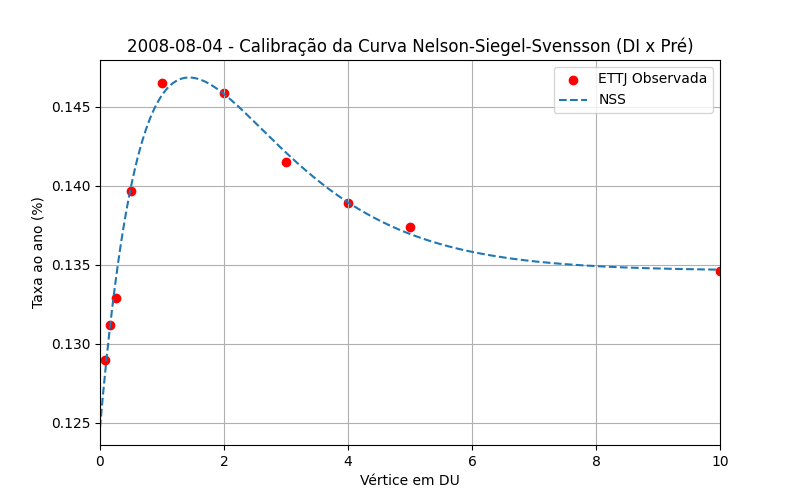 2008-08-04 - Calibração da Curva Nelson-Siegel-Svensson (DI x Pré)
ETTJ Observada
NSS
Taxa ao ano (%)
0.145
0.140
0.135
0.130
0.125
0 2 4 6 8 10
Vértice em DU